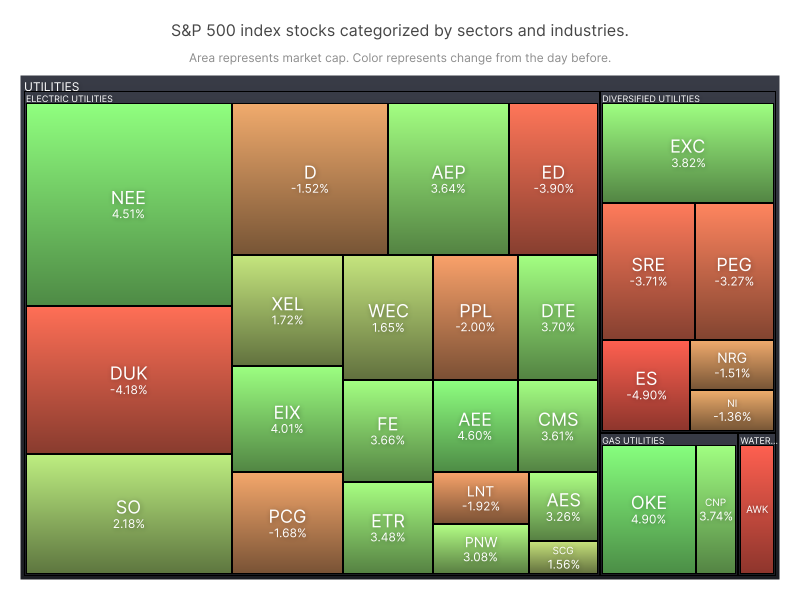 S&P 500 index stocks categorized by sectors and industries.
Area represents market cap. Color represents change from the day before.
UTILITIES
ELECTRIC UTILITIES
NEE
4.51%
DUK
-4.18%
SO
2.18%
D
-1.52%
AEP
3.64%
ED
-3.90%
XEL
1.72%
WEC
1.65%
PPL
-2.00%
DTE
3.70%
EIX
4.01%
FE
3.66%
AEE
4.60%
CMS
3.61%
PCG
-1.68%
ETR
3.48%
LNT
-1.92%
AES
3.26%
PNW
3.08%
SCG
1.56%
DIVERSIFIED UTILITIES
EXC
3.82%
SRE
-3.71%
PEG
-3.27%
ES
-4.90%
NRG
-1.51%
NI
-1.36%
GAS UTILITIES
OKE
4.90%
CNP
3.74%
WATER...
AWK